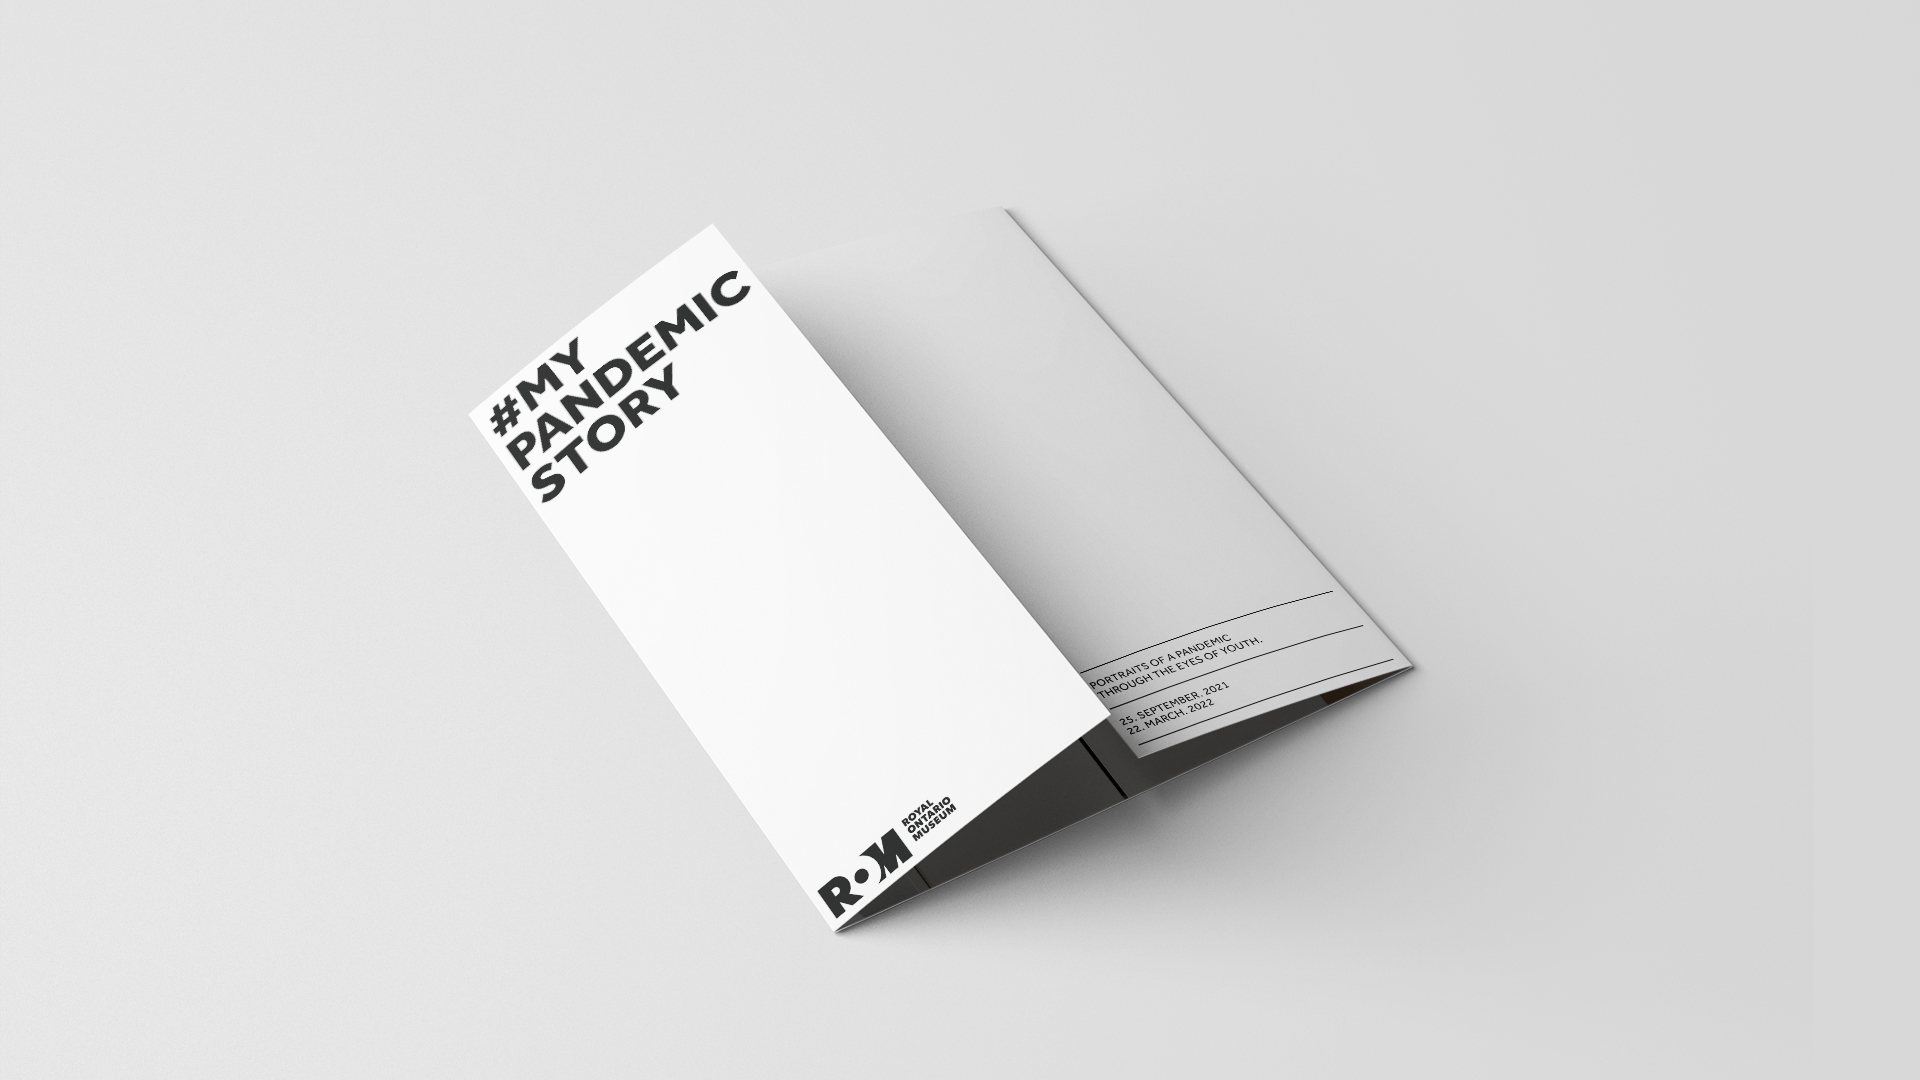 #MY
PANDEMIC
STORY
ROM
ROYAL
ONTARIO
MUSEUM
PORTRAITS OF A PANDEMIC
THROUGH THE EYES OF YOUTH.
25. SEPTEMBER. 2021
22. MARCH. 2022